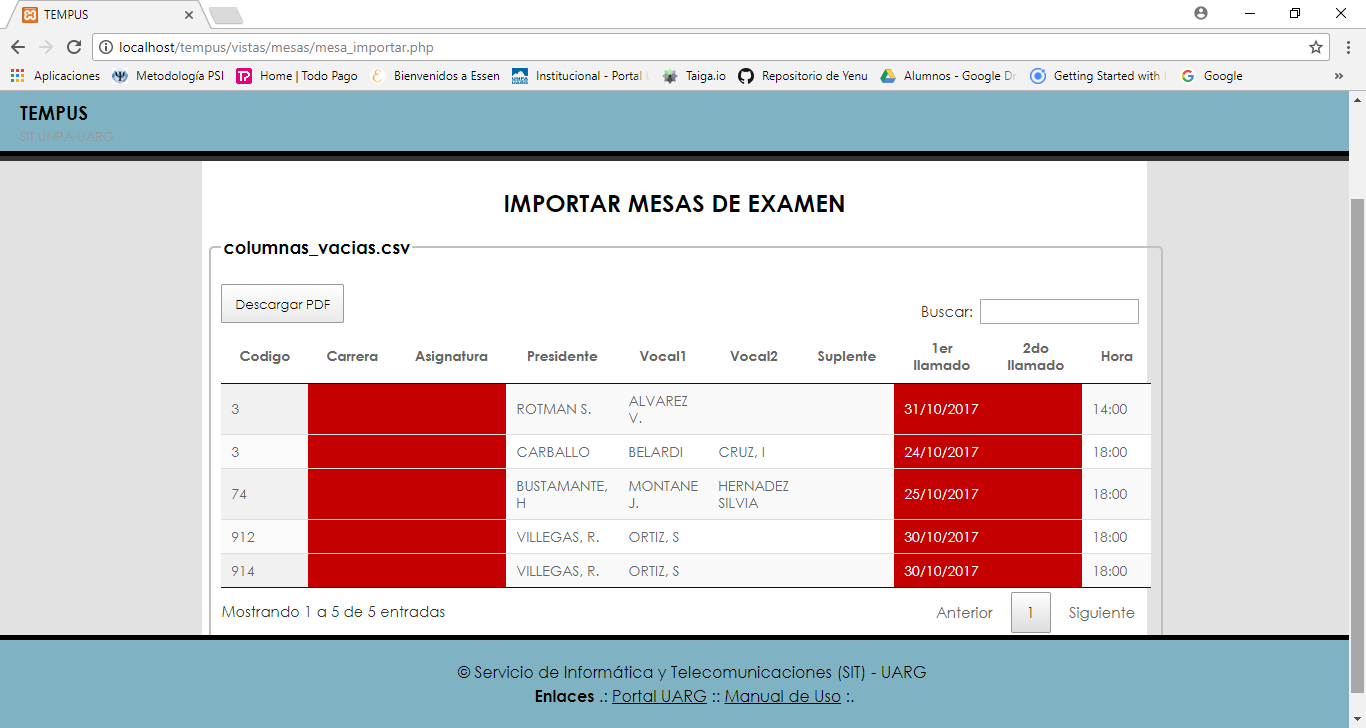 TEMPUS
localhost/tempus/vistas/mesas/mesa_importar.php
Aplicaciones Metodología PSI Home | Todo Pago Bienvenidos a Essen Institucional - Portal Taiga.io Repositorio de Yenu Alumnos - Google Dr Getting Started with Google »
TEMPUS
SIT-UNPA-UARG
IMPORTAR MESAS DE EXAMEN
columnas_vacias.csv
Descargar PDF
Buscar:
Codigo Carrera Asignatura Presidente Vocal1 Vocal2 Suplente 1er llamado 2do llamado Hora
3 ROTMAN S. ALVAREZ V. 31/10/2017 14:00
3 CARBALLO BELARDI CRUZ, I 24/10/2017 18:00
74 BUSTAMANTE, H MONTANE J. HERNADEZ SILVIA 25/10/2017 18:00
912 VILLEGAS, R. ORTIZ, S 30/10/2017 18:00
914 VILLEGAS, R. ORTIZ, S 30/10/2017 18:00
Mostrando 1 a 5 de 5 entradas
Anterior 1 Siguiente
© Servicio de Informática y Telecomunicaciones (SIT) - UARG
Enlaces .: Portal UARG :: Manual de Uso :.